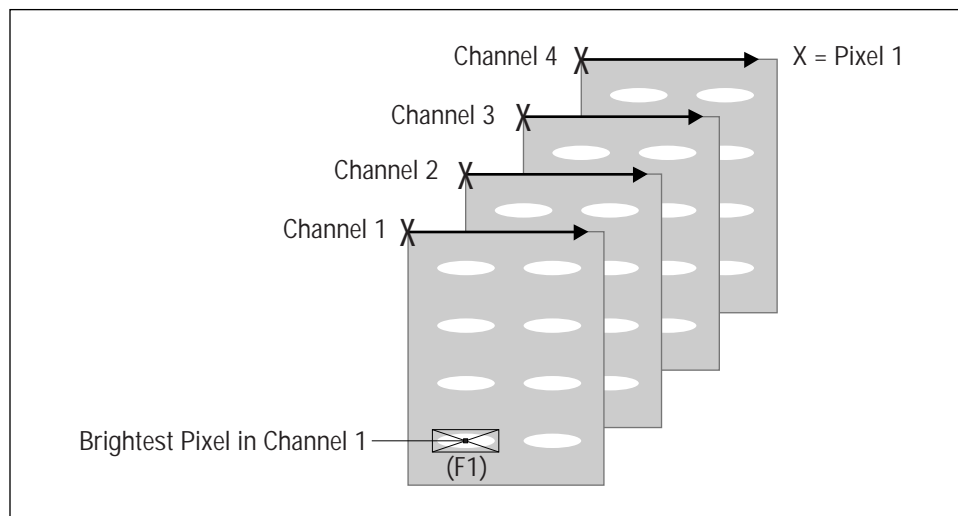 Channel 4
X = Pixel 1
Channel 3
Channel 2
Channel 1
Brightest Pixel in Channel 1
(F1)